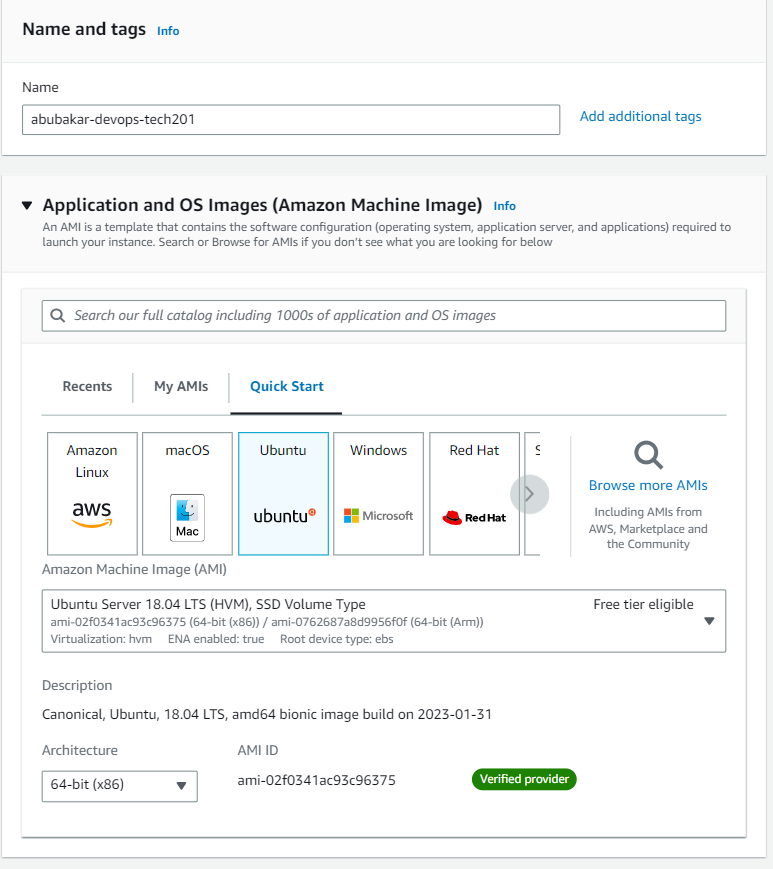 Name and tags Info
Name
abubakar-devops-tech201
Add additional tags
Application and OS Images (Amazon Machine Image) Info
An AMI is a template that contains the software configuration (operating system, application server, and applications) required to
launch your instance. Search or Browse for AMIs if you don't see what you are looking for below
Search our full catalog including 1000s of application and OS images
Recents
My AMIs
Quick Start
Amazon
Linux
aws
macOS
Mac
Ubuntu
ubuntu
Windows
Microsoft
Red Hat
Red Hat
S
Browse more AMIs
Including AMIs from
AWS, Marketplace and
the Community
Amazon Machine Image (AMI)
Ubuntu Server 18.04 LTS (HVM), SSD Volume Type
Free tier eligible
ami-02f0341ac93c96375 (64-bit (x86)) / ami-0762687a8d9956f0f (64-bit (Arm))
Virtualization: hvm ENA enabled: true Root device type: ebs
Description
Canonical, Ubuntu, 18.04 LTS, amd64 bionic image build on 2023-01-31
Architecture
64-bit (x86)
AMI ID
ami-02f0341ac93c96375
Verified provider